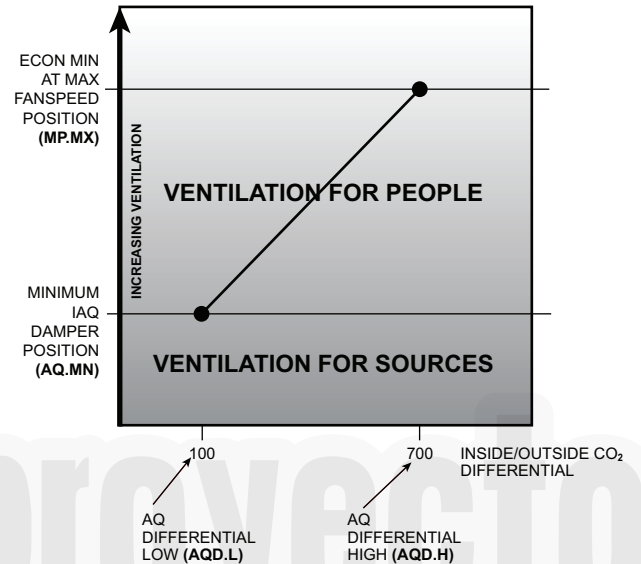 ECON MIN
AT MAX
FANSPEED
POSITION
(MP.MX)
INCREASING VENTILATION
VENTILATION FOR PEOPLE
MINIMUM
IAQ
DAMPER
POSITION
(AQ.MN)
VENTILATION FOR SOURCES
100
700
INSIDE/OUTSIDE CO₂
DIFFERENTIAL
AQ
DIFFERENTIAL
LOW (AQD.L)
AQ
DIFFERENTIAL
HIGH (AQD.H)
proyecto